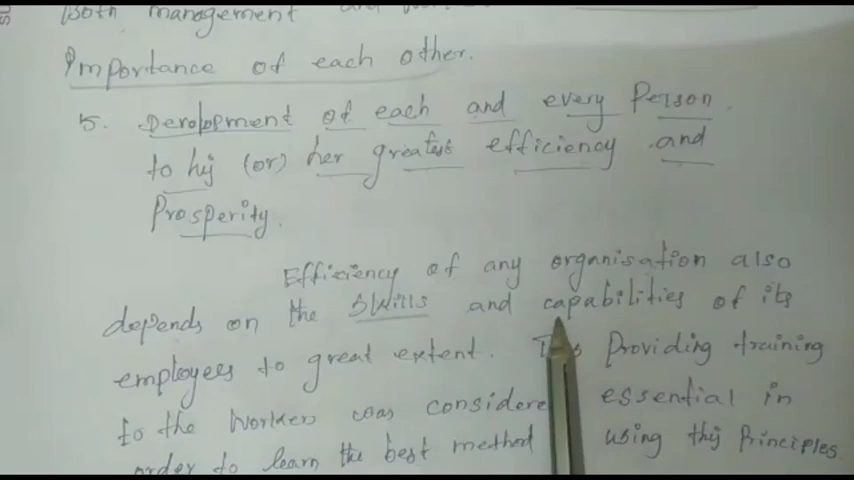 Both management and
Importance of each other.
5. Development of each and every Person
to his (or) her greatest efficiency and
Prosperity.
Efficiency of any organisation also
depends on the Skills and capabilities of its
employees to great extent. Providing training
to the worker was considere essential in
order to learn the best method using this Principles.